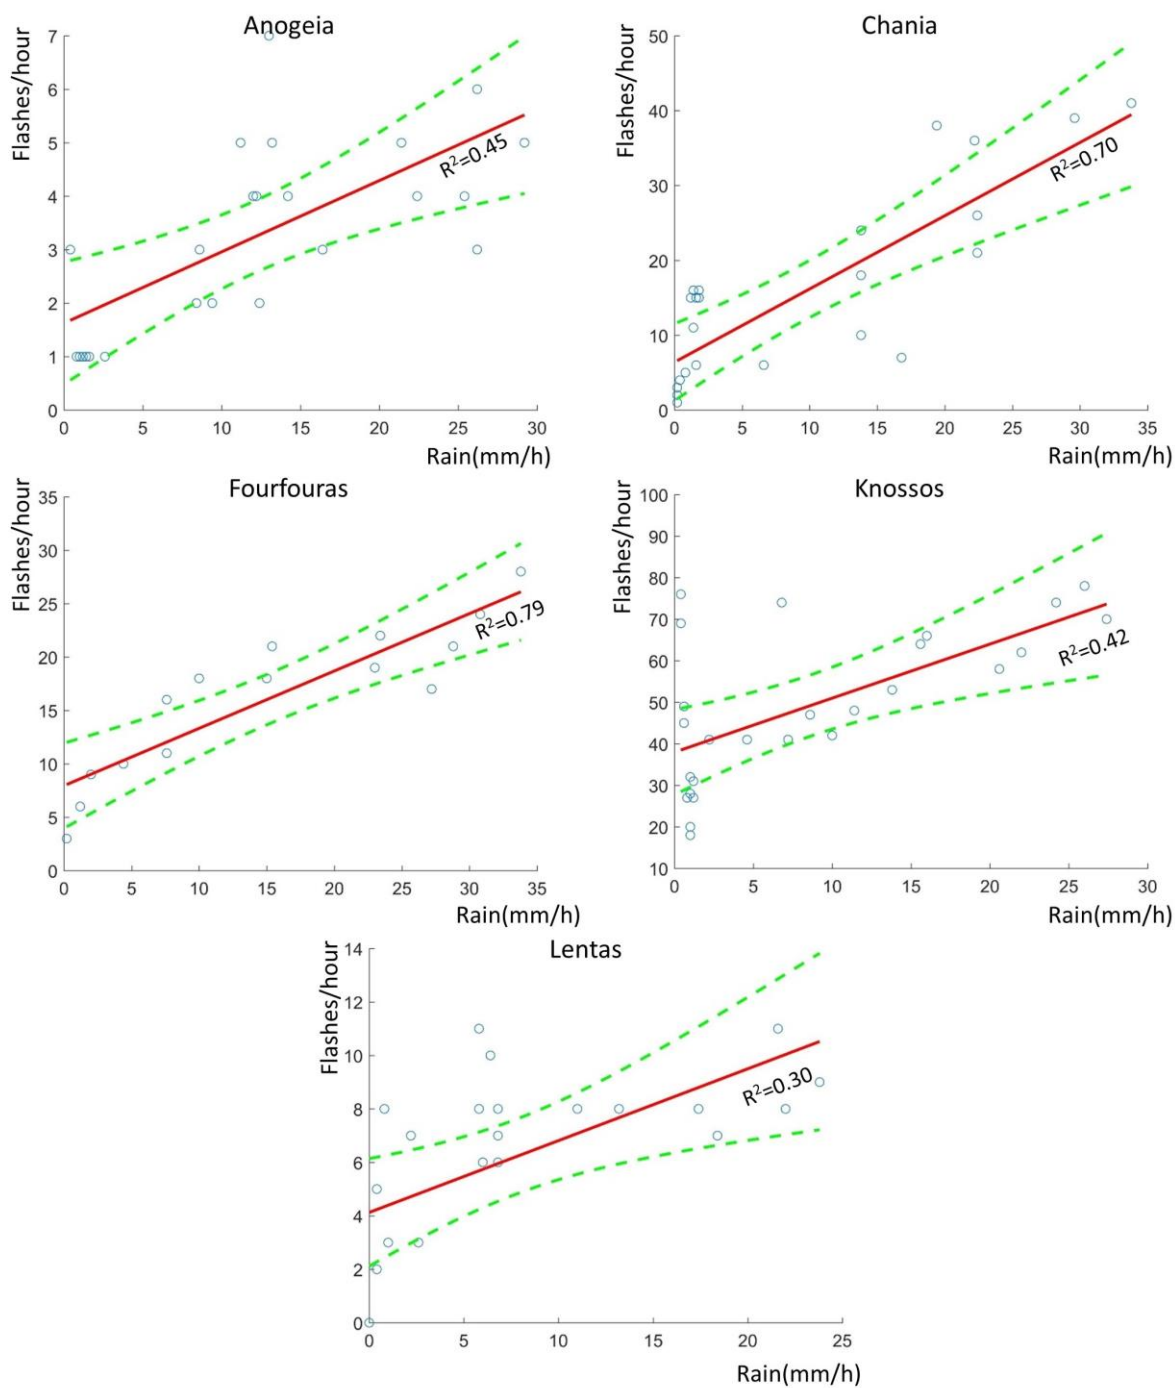 Anogeia
Flashes/hour
7
6
5
4
3
2
1
0
0 5 10 15 20 25 30
Rain(mm/h)
R²=0.45
Chania
Flashes/hour
50
40
30
20
10
0
0 5 10 15 20 25 30 35
Rain(mm/h)
R²=0.70
Fourfouras
Flashes/hour
35
30
25
20
15
10
5
0
0 5 10 15 20 25 30 35
Rain(mm/h)
R²=0.79
Knossos
Flashes/hour
100
90
80
70
60
50
40
30
20
10
0 5 10 15 20 25 30
Rain(mm/h)
R²=0.42
Lentas
Flashes/hour
14
12
10
8
6
4
2
0
0 5 10 15 20 25
Rain(mm/h)
R²=0.30